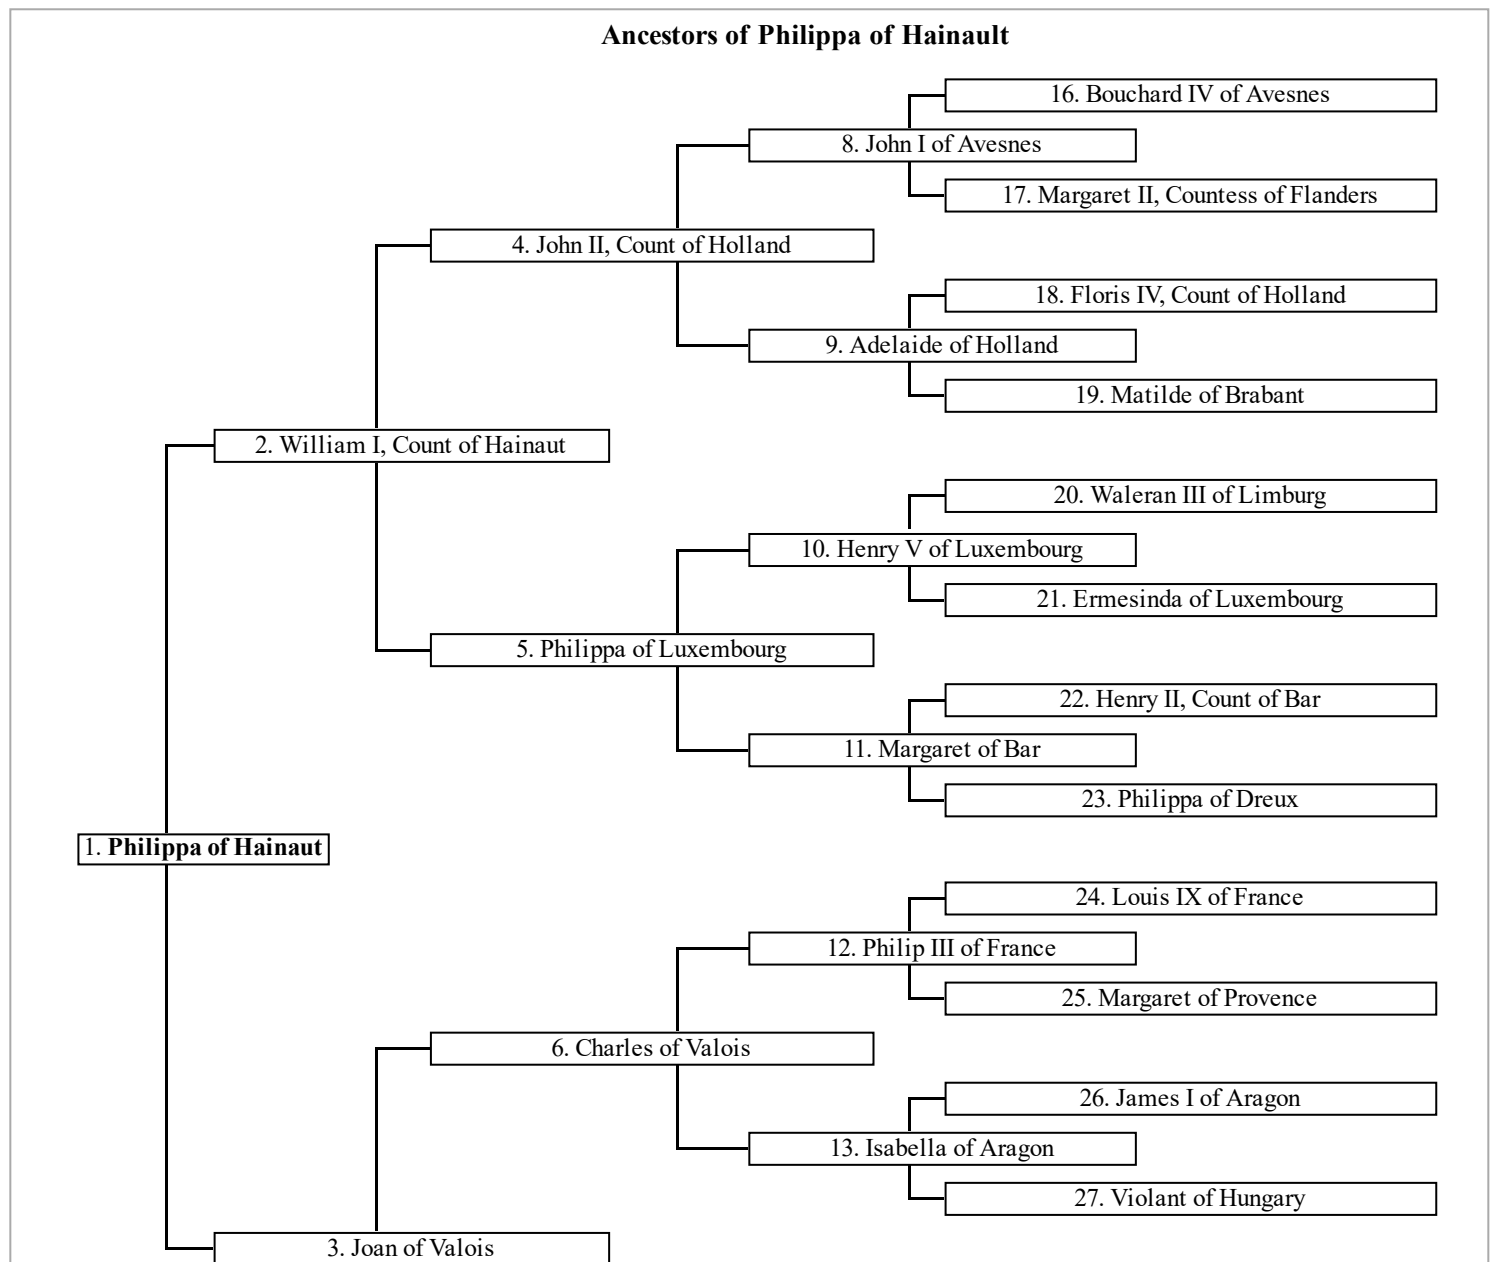 Ancestors of Philippa of Hainault
16. Bouchard IV of Avesnes
8. John I of Avesnes
17. Margaret II, Countess of Flanders
4. John II, Count of Holland
18. Floris IV, Count of Holland
9. Adelaide of Holland
19. Matilde of Brabant
2. William I, Count of Hainaut
20. Waleran III of Limburg
10. Henry V of Luxembourg
21. Ermesinda of Luxembourg
5. Philippa of Luxembourg
22. Henry II, Count of Bar
11. Margaret of Bar
23. Philippa of Dreux
1. Philippa of Hainaut
24. Louis IX of France
12. Philip III of France
25. Margaret of Provence
6. Charles of Valois
26. James I of Aragon
13. Isabella of Aragon
27. Violant of Hungary
3. Joan of Valois